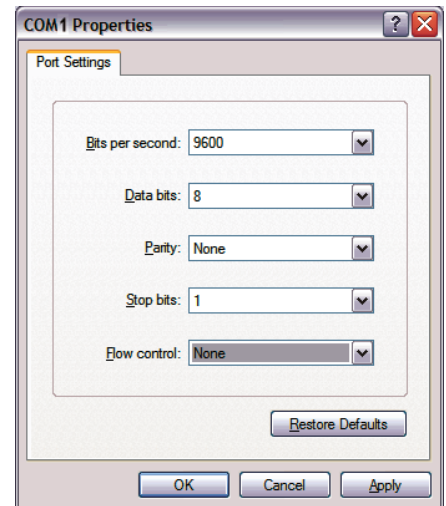 COM1 Properties
Port Settings
Bits per second: 9600
Data bits: 8
Parity: None
Stop bits: 1
Flow control: None
Restore Defaults
OK Cancel Apply